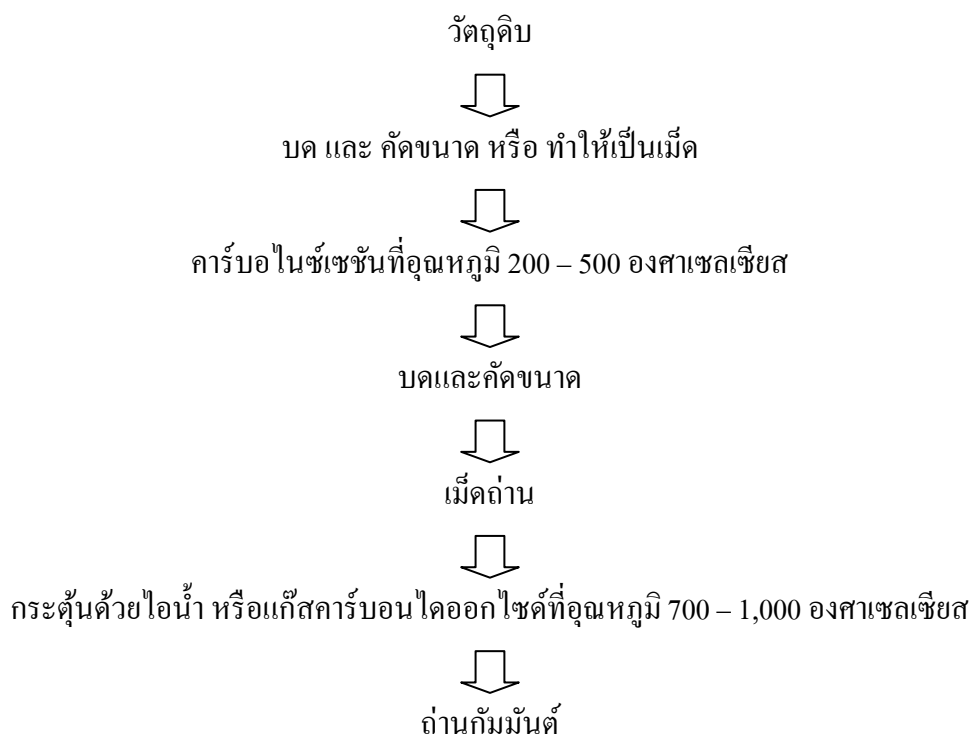 วัตถุดิบ
บด และ คัดขนาด หรือ ทำให้เป็นเม็ด
คาร์บอไนซ์เซชันที่อุณหภูมิ 200 – 500 องศาเซลเซียส
บดและคัดขนาด
เม็ดถ่าน
กระตุ้นด้วยไอน้ำ หรือแก๊สคาร์บอนไดออกไซด์ที่อุณหภูมิ 700 – 1,000 องศาเซลเซียส
ถ่านกัมมันต์